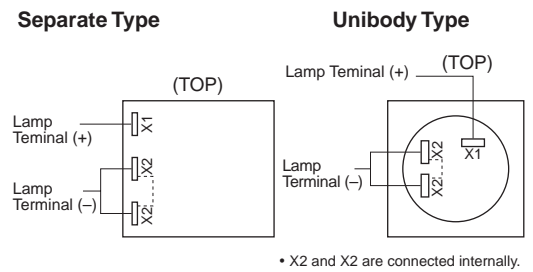 Separate Type
(TOP)
Lamp
Teminal (+)
X1
X2
Lamp
Terminal (–)
X2
Unibody Type
Lamp Teminal (+)
(TOP)
X1
X2
Lamp
Terminal (–)
X2
• X2 and X2 are connected internally.